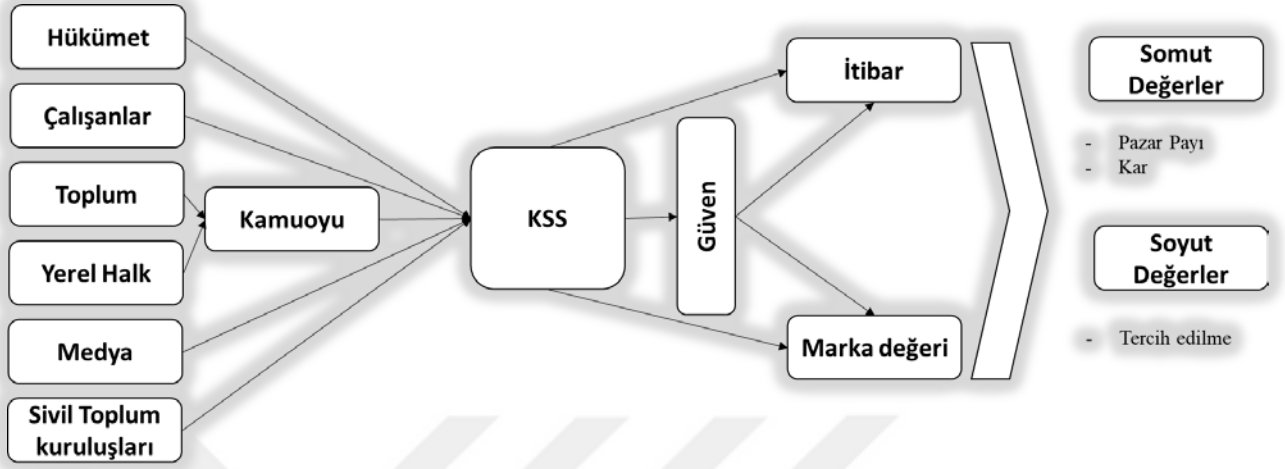 Hükümet
Çalışanlar
Toplum
Yerel Halk
Medya
Sivil Toplum
kuruluşları
Kamuoyu
KSS
Güven
İtibar
Marka değeri
Somut
Değerler
- Pazar Payı
- Kar
Soyut
Değerler
- Tercih edilme